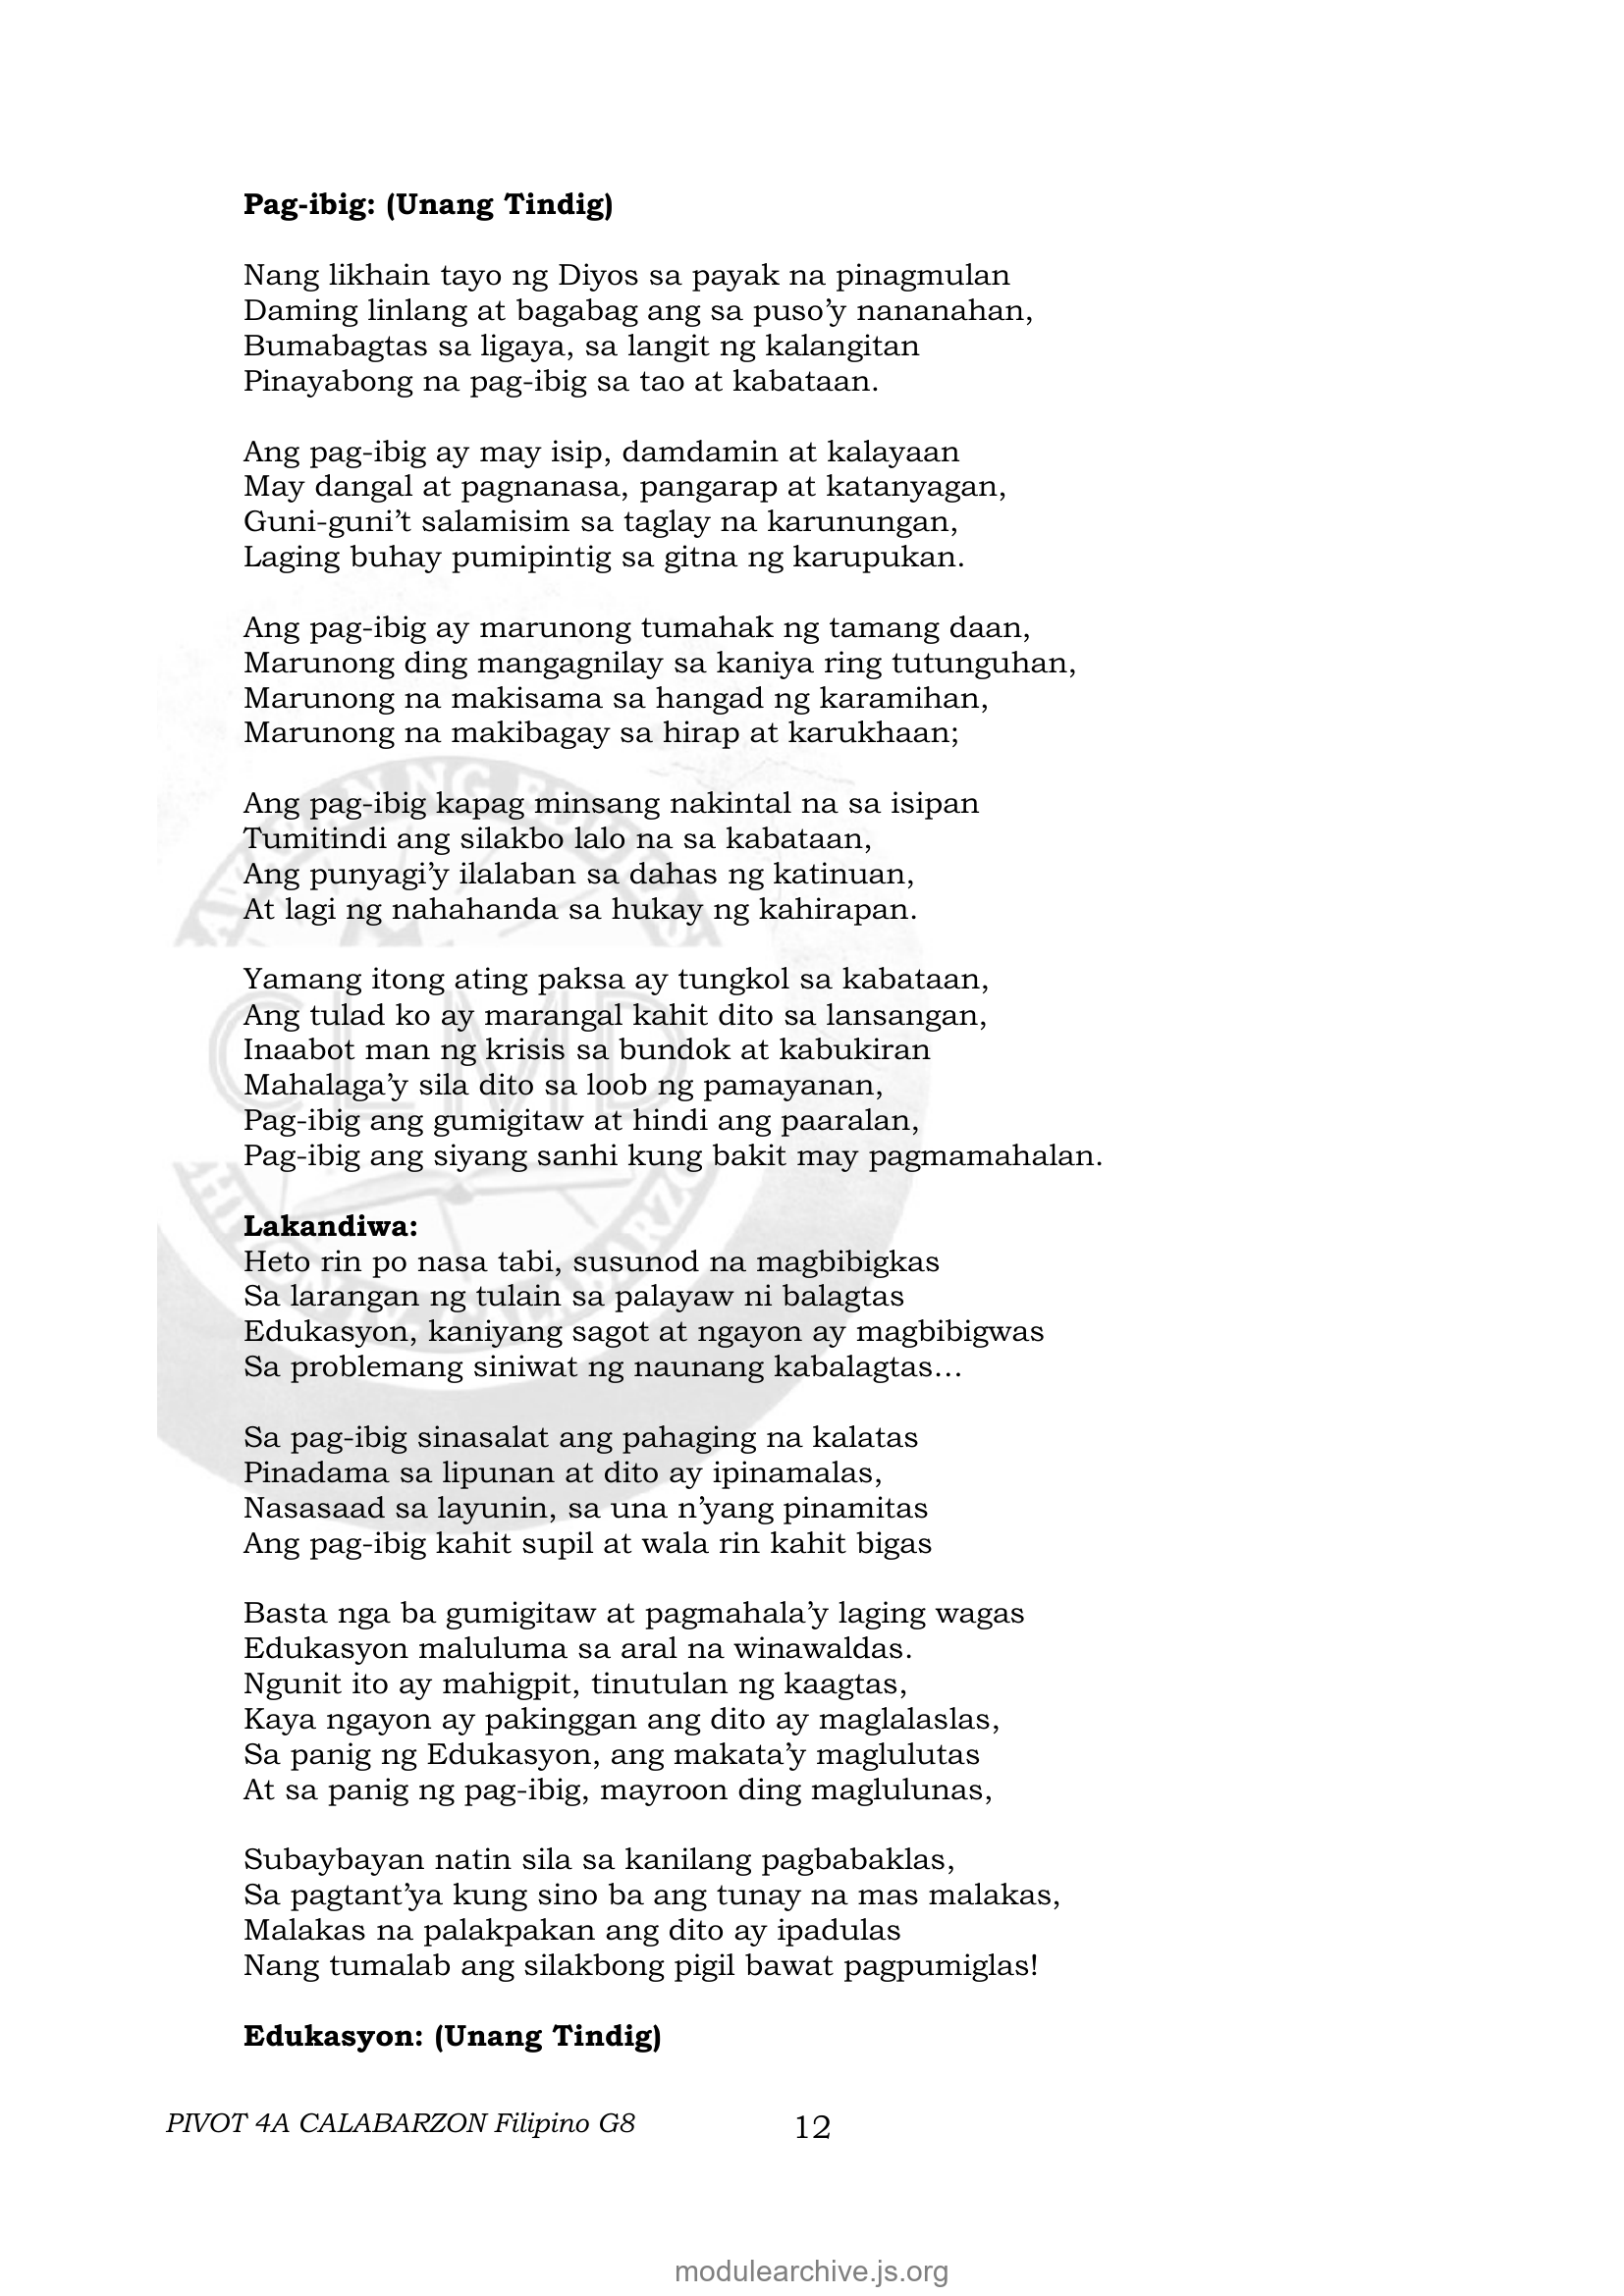 Pag-ibig: (Unang Tindig)
Nang likhain tayo ng Diyos sa payak na pinagmulan
Daming linlang at bagabag ang sa puso’y nananahan,
Bumabagtas sa ligaya, sa langit ng kalangitan
Pinayabong na pag-ibig sa tao at kabataan.
Ang pag-ibig ay may isip, damdamin at kalayaan
May dangal at pagnanasa, pangarap at katanyagan,
Guni-guni’t salamisim sa taglay na karunungan,
Laging buhay pumipintig sa gitna ng karupukan.
Ang pag-ibig ay marunong tumahak ng tamang daan,
Marunong ding mangagnilay sa kaniya ring tutunguhan,
Marunong na makisama sa hangad ng karamihan,
Marunong na makibagay sa hirap at karukhaan;
Ang pag-ibig kapag minsang nakintal na sa isipan
Tumitindi ang silakbo lalo na sa kabataan,
Ang punyagi’y ilalaban sa dahas ng katinuan,
At lagi ng nahahanda sa hukay ng kahirapan.
Yamang itong ating paksa ay tungkol sa kabataan,
Ang tulad ko ay marangal kahit dito sa lansangan,
Inaabot man ng krisis sa bundok at kabukiran
Mahalaga’y sila dito sa loob ng pamayanan,
Pag-ibig ang gumigitaw at hindi ang paaralan,
Pag-ibig ang siyang sanhi kung bakit may pagmamahalan.
CLMD
Lakandiwa:
Heto rin po nasa tabi, susunod na magbibigkas
Sa larangan ng tulain sa palayaw ni balagtas
Edukasyon, kaniyang sagot at ngayon ay magbibigwas
Sa problemang siniwat ng naunang kabalagtas…
Sa pag-ibig sinasalat ang pahaging na kalatas
Pinadama sa lipunan at dito ay ipinamalas,
Nasasaad sa layunin, sa una n’yang pinamitas
Ang pag-ibig kahit supil at wala rin kahit bigas
Basta nga ba gumigitaw at pagmahala’y laging wagas
Edukasyon maluluma sa aral na winawaldas.
Ngunit ito ay mahigpit, tinutulan ng kaagtas,
Kaya ngayon ay pakinggan ang dito ay maglalaslas,
Sa panig ng Edukasyon, ang makata’y maglulutas
At sa panig ng pag-ibig, mayroon ding maglulunas,
Subaybayan natin sila sa kanilang pagbabaklas,
Sa pagtant’ya kung sino ba ang tunay na mas malakas,
Malakas na palakpakan ang dito ay ipadulas
Nang tumalab ang silakbong pigil bawat pagpumiglas!
Edukasyon: (Unang Tindig)
PIVOT 4A CALABARZON Filipino G8
12
modulearchive.js.org